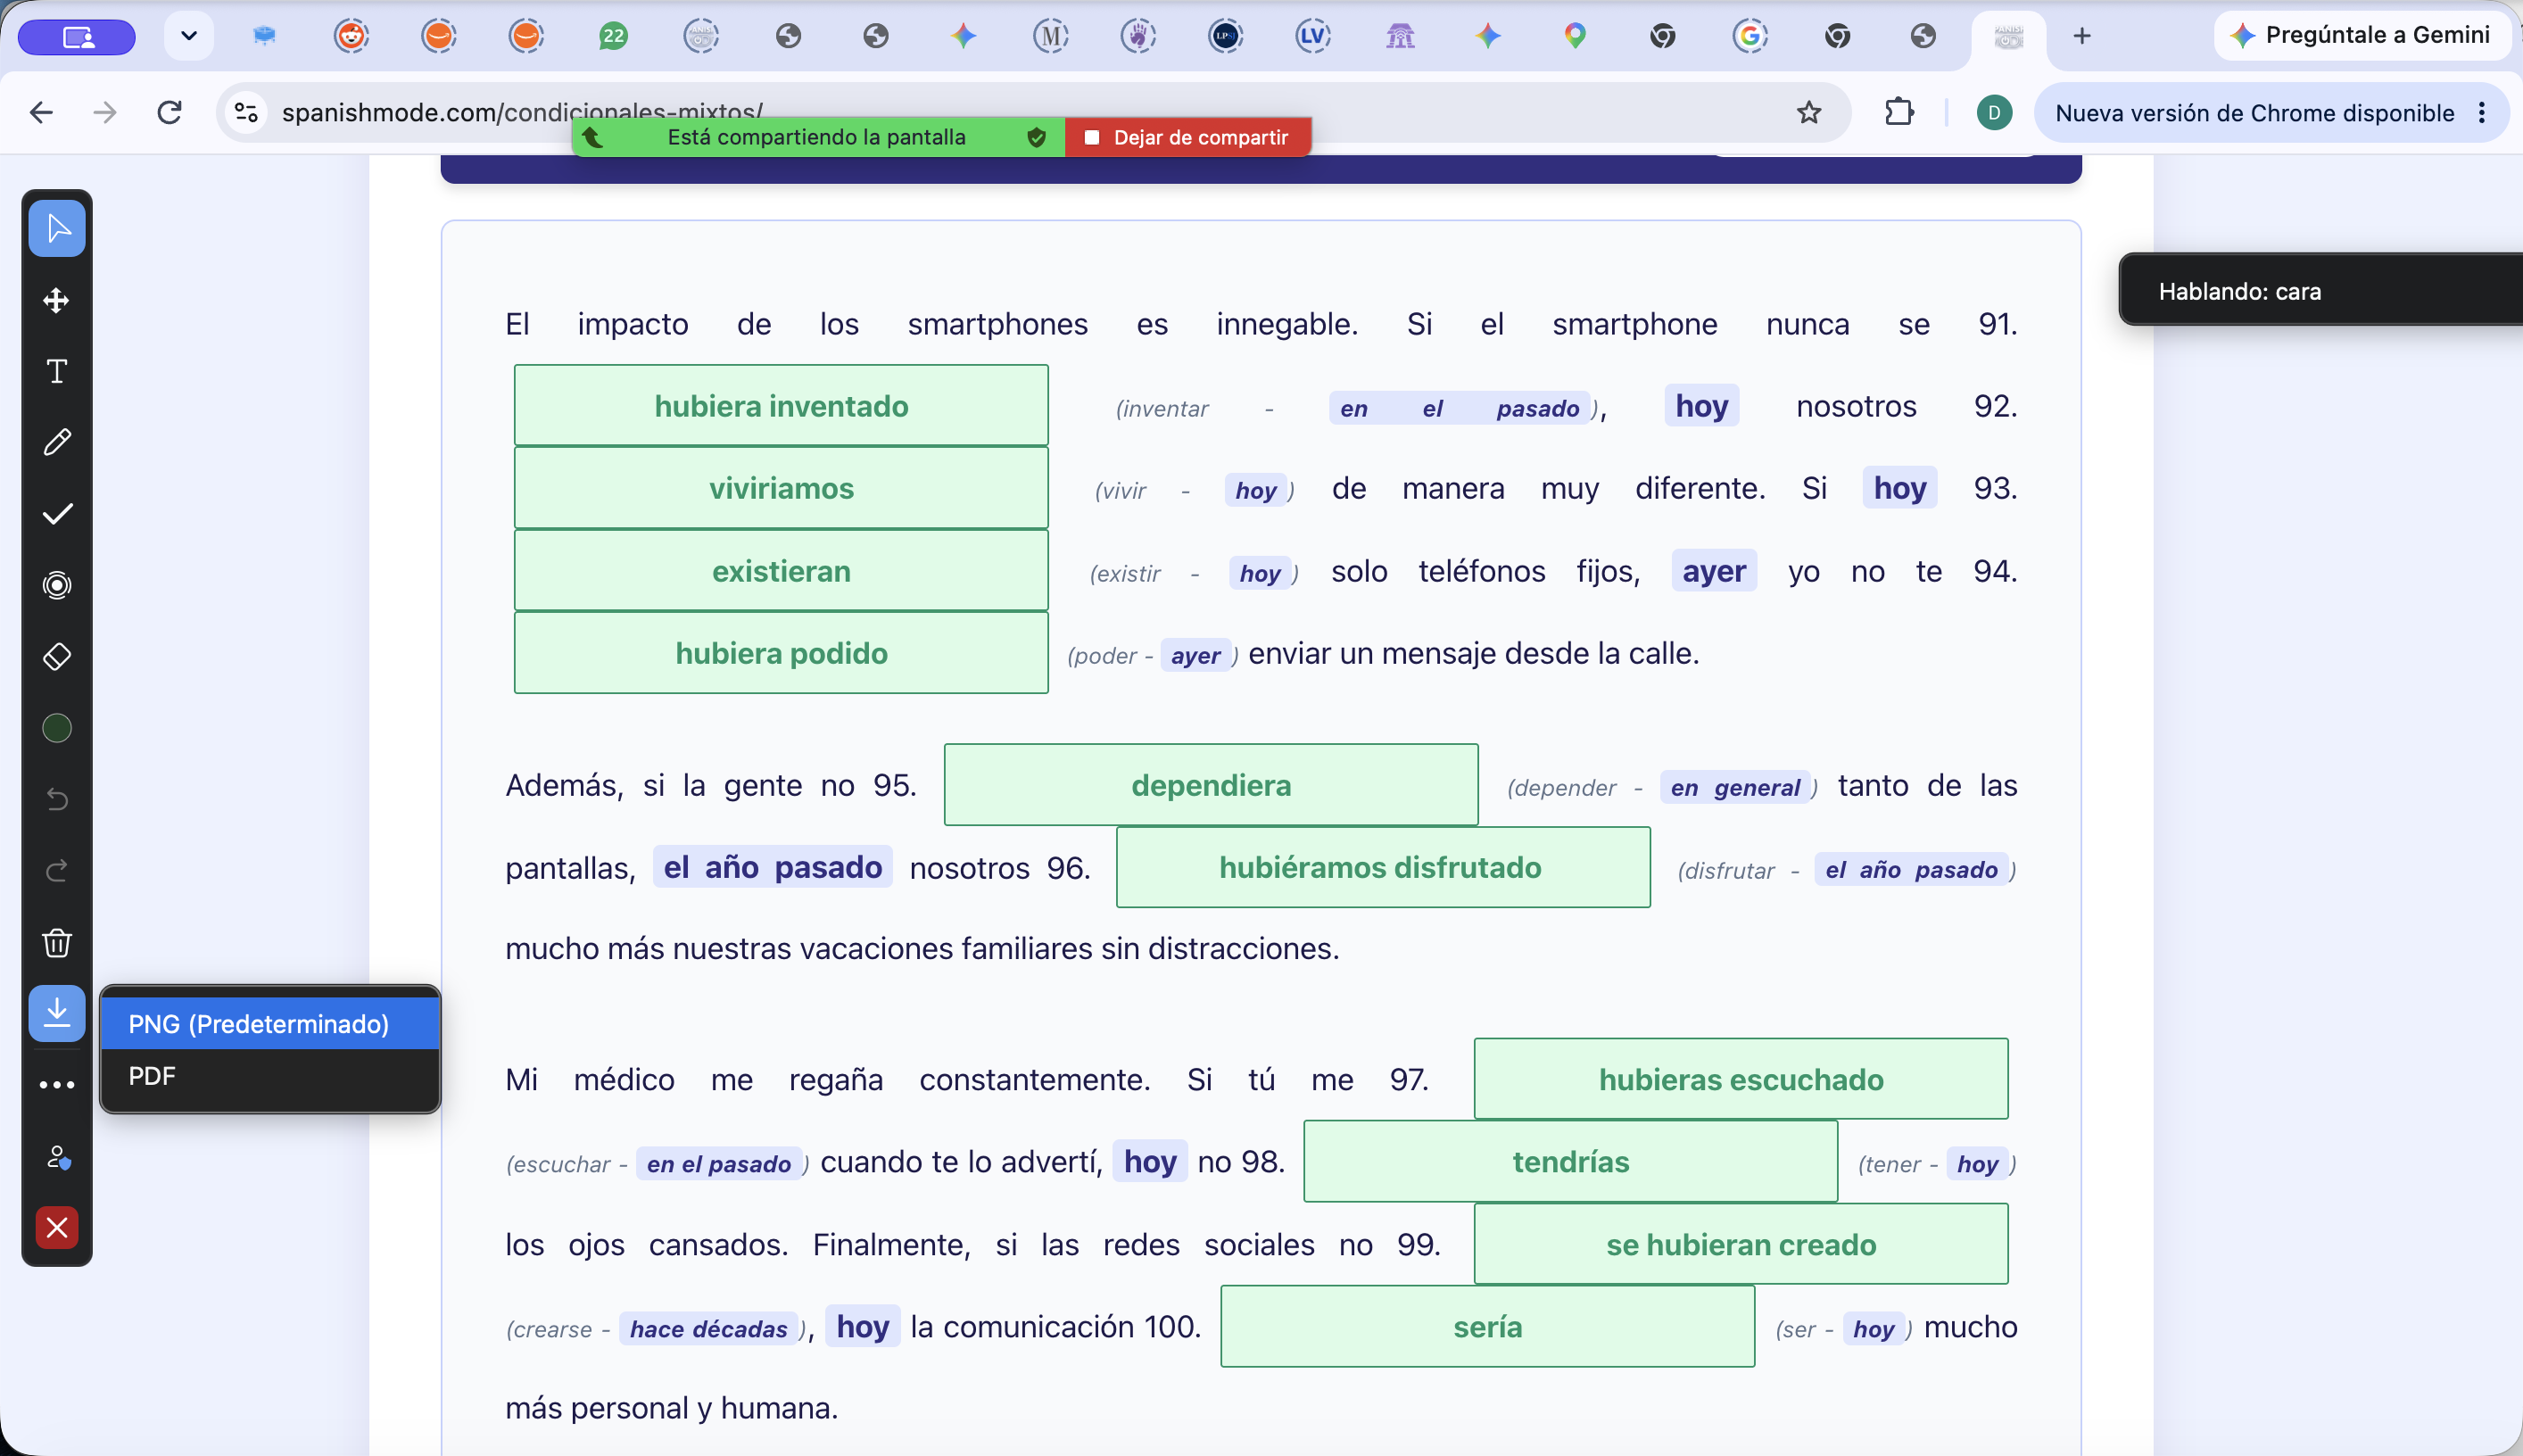 22
LV
Pregúntale a Gemini
spanishmode.com/condicionales-mixtos/
D
Nueva versión de Chrome disponible
Está compartiendo la pantalla
Dejar de compartir
Hablando: cara
El impacto de los smartphones es innegable. Si el smartphone nunca se 91.
hubiera inventado (inventar - en el pasado), hoy nosotros 92.
viviriamos (vivir - hoy) de manera muy diferente. Si hoy 93.
existieran (existir - hoy) solo teléfonos fijos, ayer yo no te 94.
hubiera podido (poder - ayer) enviar un mensaje desde la calle.
Además, si la gente no 95. dependiera (depender - en general) tanto de las
pantallas, el año pasado nosotros 96. hubiéramos disfrutado (disfrutar - el año pasado)
mucho más nuestras vacaciones familiares sin distracciones.
PNG (Predeterminado)
PDF
Mi médico me regaña constantemente. Si tú me 97. hubieras escuchado
(escuchar - en el pasado) cuando te lo advertí, hoy no 98. tendrías (tener - hoy)
los ojos cansados. Finalmente, si las redes sociales no 99. se hubieran creado
(crearse - hace décadas), hoy la comunicación 100. sería (ser - hoy) mucho
más personal y humana.